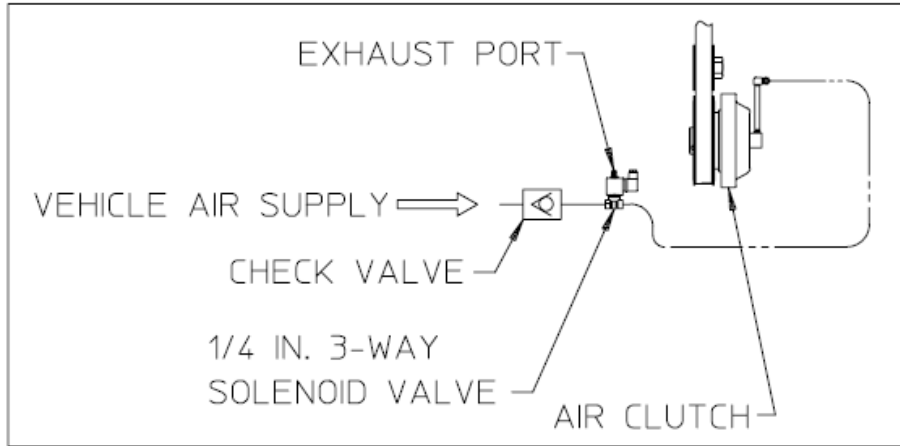 EXHAUST PORT
VEHICLE AIR SUPPLY
CHECK VALVE
1/4 IN. 3-WAY
SOLENOID VALVE
AIR CLUTCH